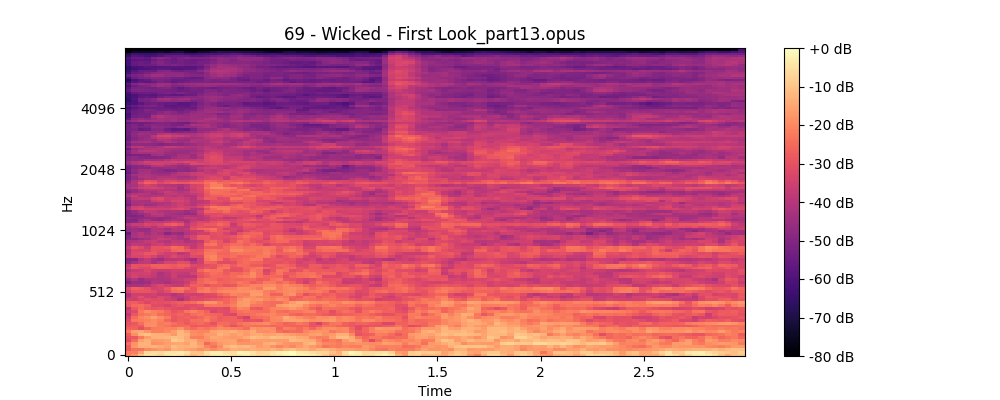 69 - Wicked - First Look_part13.opus
Hz
4096
2048
1024
512
0
0
0.5
1
1.5
2
2.5
Time
+0 dB
-10 dB
-20 dB
-30 dB
-40 dB
-50 dB
-60 dB
-70 dB
-80 dB